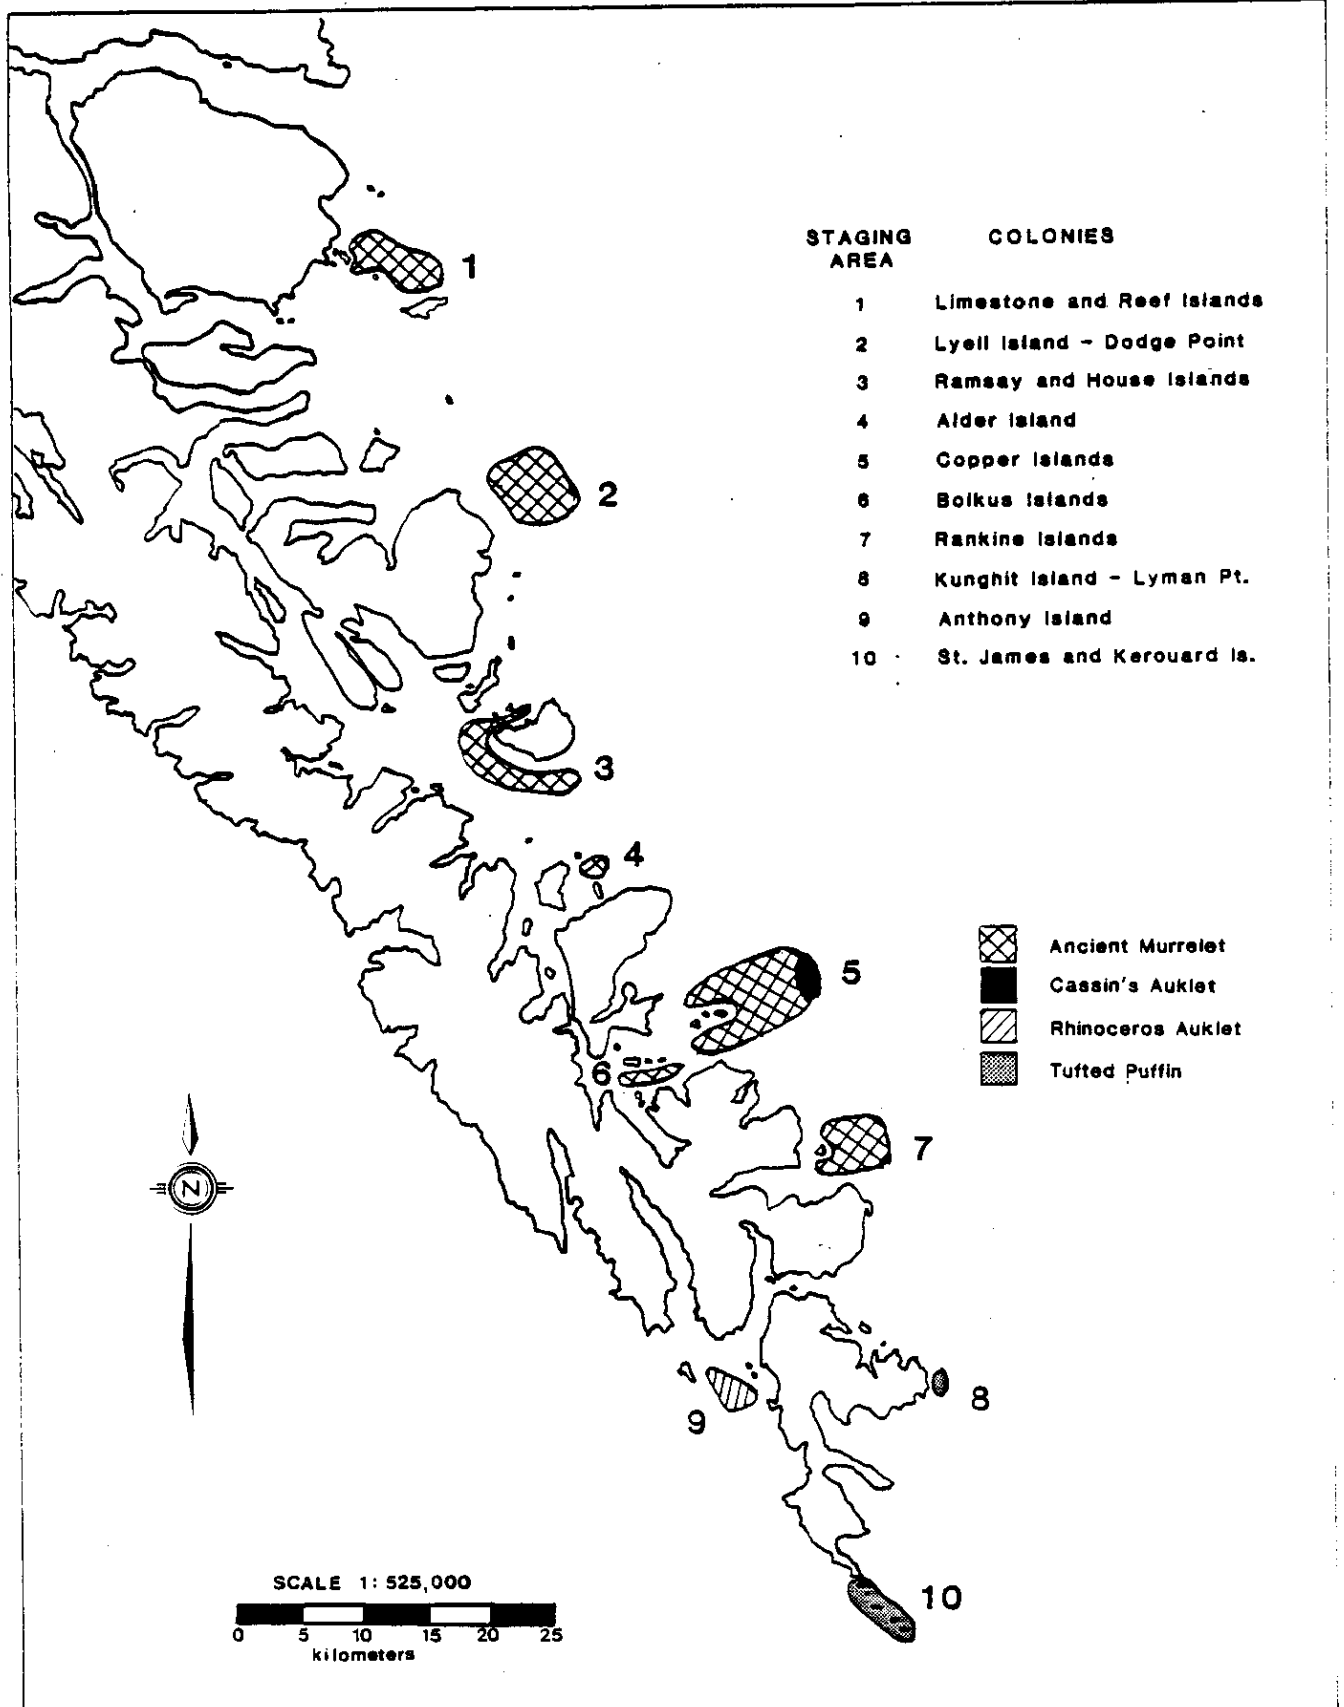 STAGING AREA COLONIES
1 Limestone and Reef Islands
2 Lyell Island - Dodge Point
3 Ramsay and House Islands
4 Alder Island
5 Copper Islands
6 Bolkus Islands
7 Rankine Islands
8 Kunghit Island - Lyman Pt.
9 Anthony Island
10 St. James and Kerouard Is.
1
2
3
4
Ancient Murrelet
5
Cassin's Auklet
Rhinoceros Auklet
6
Tufted Puffin
7
N
8
9
10
SCALE 1: 525,000
0 5 10 15 20 25
kilometers